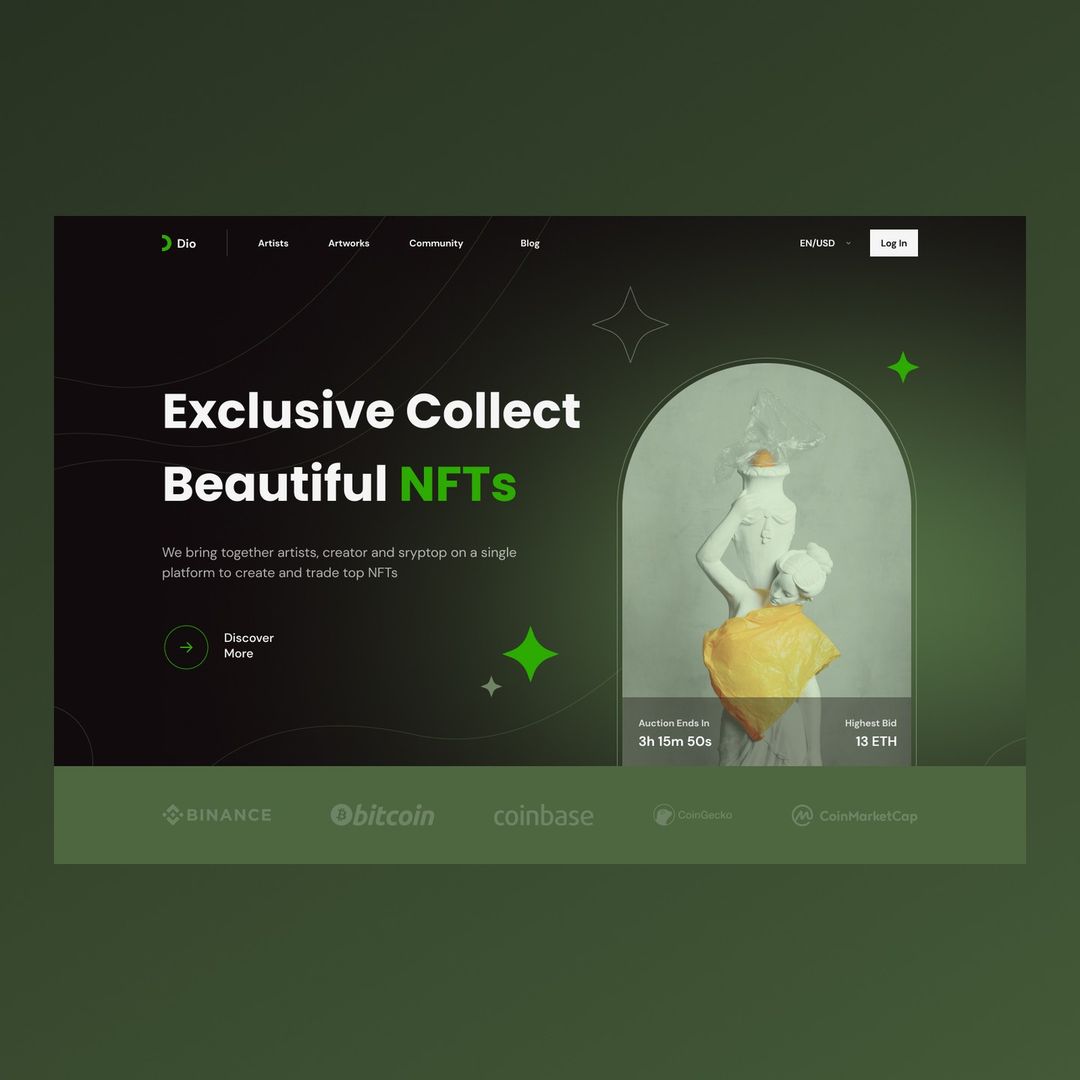 Dio
Artists
Artworks
Community
Blog
EN/USD
Log In
Exclusive Collect
Beautiful NFTs
We bring together artists, creator and sryptop on a single
platform to create and trade top NFTs
Discover
More
Auction Ends In
3h 15m 50s
Highest Bid
13 ETH
BINANCE
bitcoin
coinbase
CoinGecko
CoinMarketCap